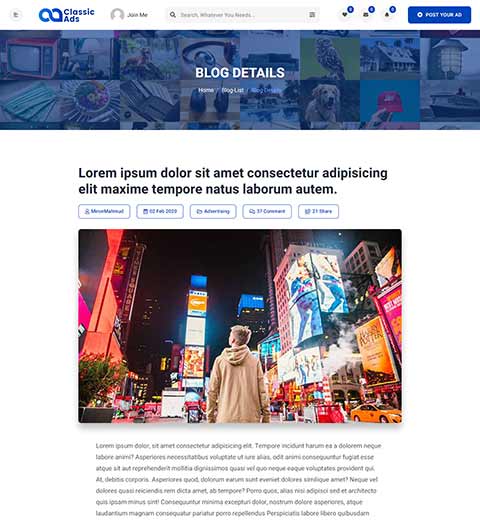 Classic
Ads
Join Me
Search, Whatever You Needs...
0
0
0
POST YOUR AD
BLOG DETAILS
Home / Blog-List / Blog-Details
Lorem ipsum dolor sit amet consectetur adipisicing
elit maxime tempore natus laborum autem.
MironMahmud
02 Feb 2020
Advertising
37 Comment
21 Share
Lorem ipsum dolor, sit amet consectetur adipisicing elit. Tempore incidunt harum ea a dolorem neque
labore animi? Asperiores necessitatibus voluptate ut iure alias, odit animi corporis quibusdam fugiat esse
atque sit aut reprehenderit mollitia dignissimos quasi vel quo neque eaque voluptates provident qui.
At, debitis corporis. Asperiores quod, dolorum earum sunt eveniet dolores similique amet? Neque vel
dolores quasi reiciendis rem dicta amet, ab tempore? Porro quos, alias nisi adipisci sed et architecto
quis ipsam minus sint! Consequuntur minima excepturi dolor, nostrum dolore asperiores, atque
laborum magnam consequatur pariatur porro repellendus Perspiciatis labore libero quibusdam